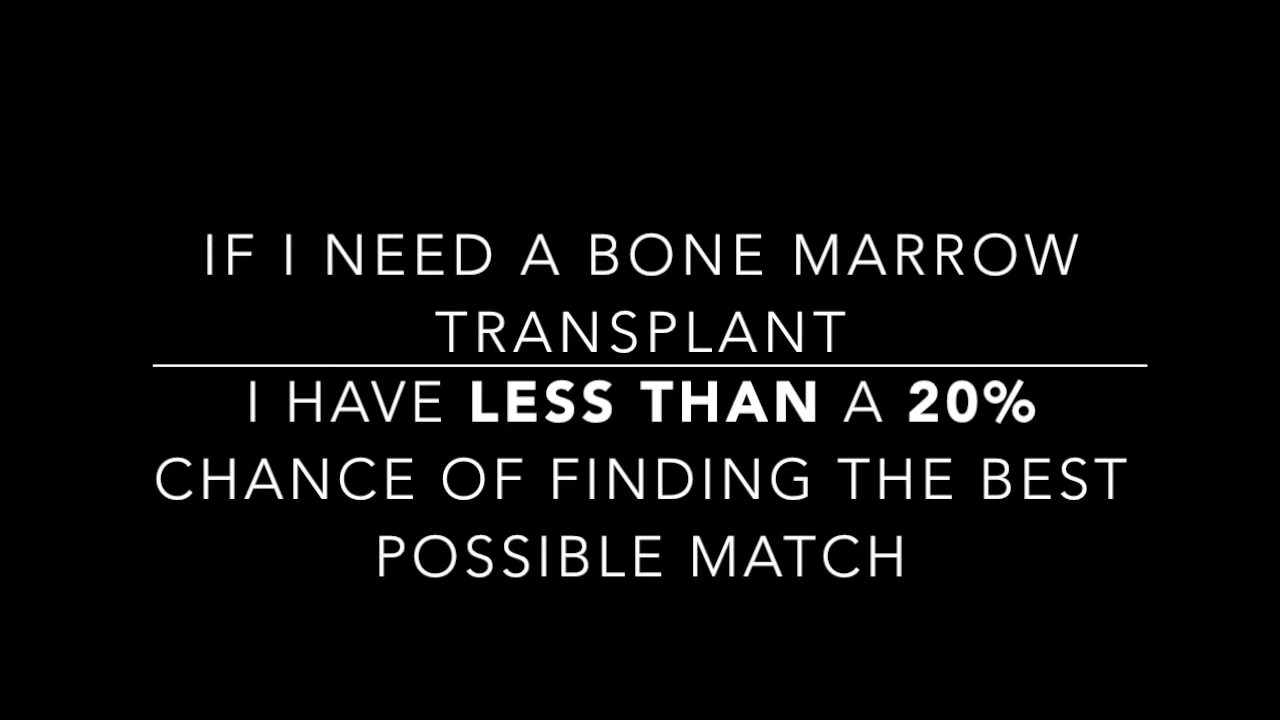 IF I NEED A BONE MARROW
TRANSPLANT
I HAVE LESS THAN A 20%
CHANCE OF FINDING THE BEST
POSSIBLE MATCH